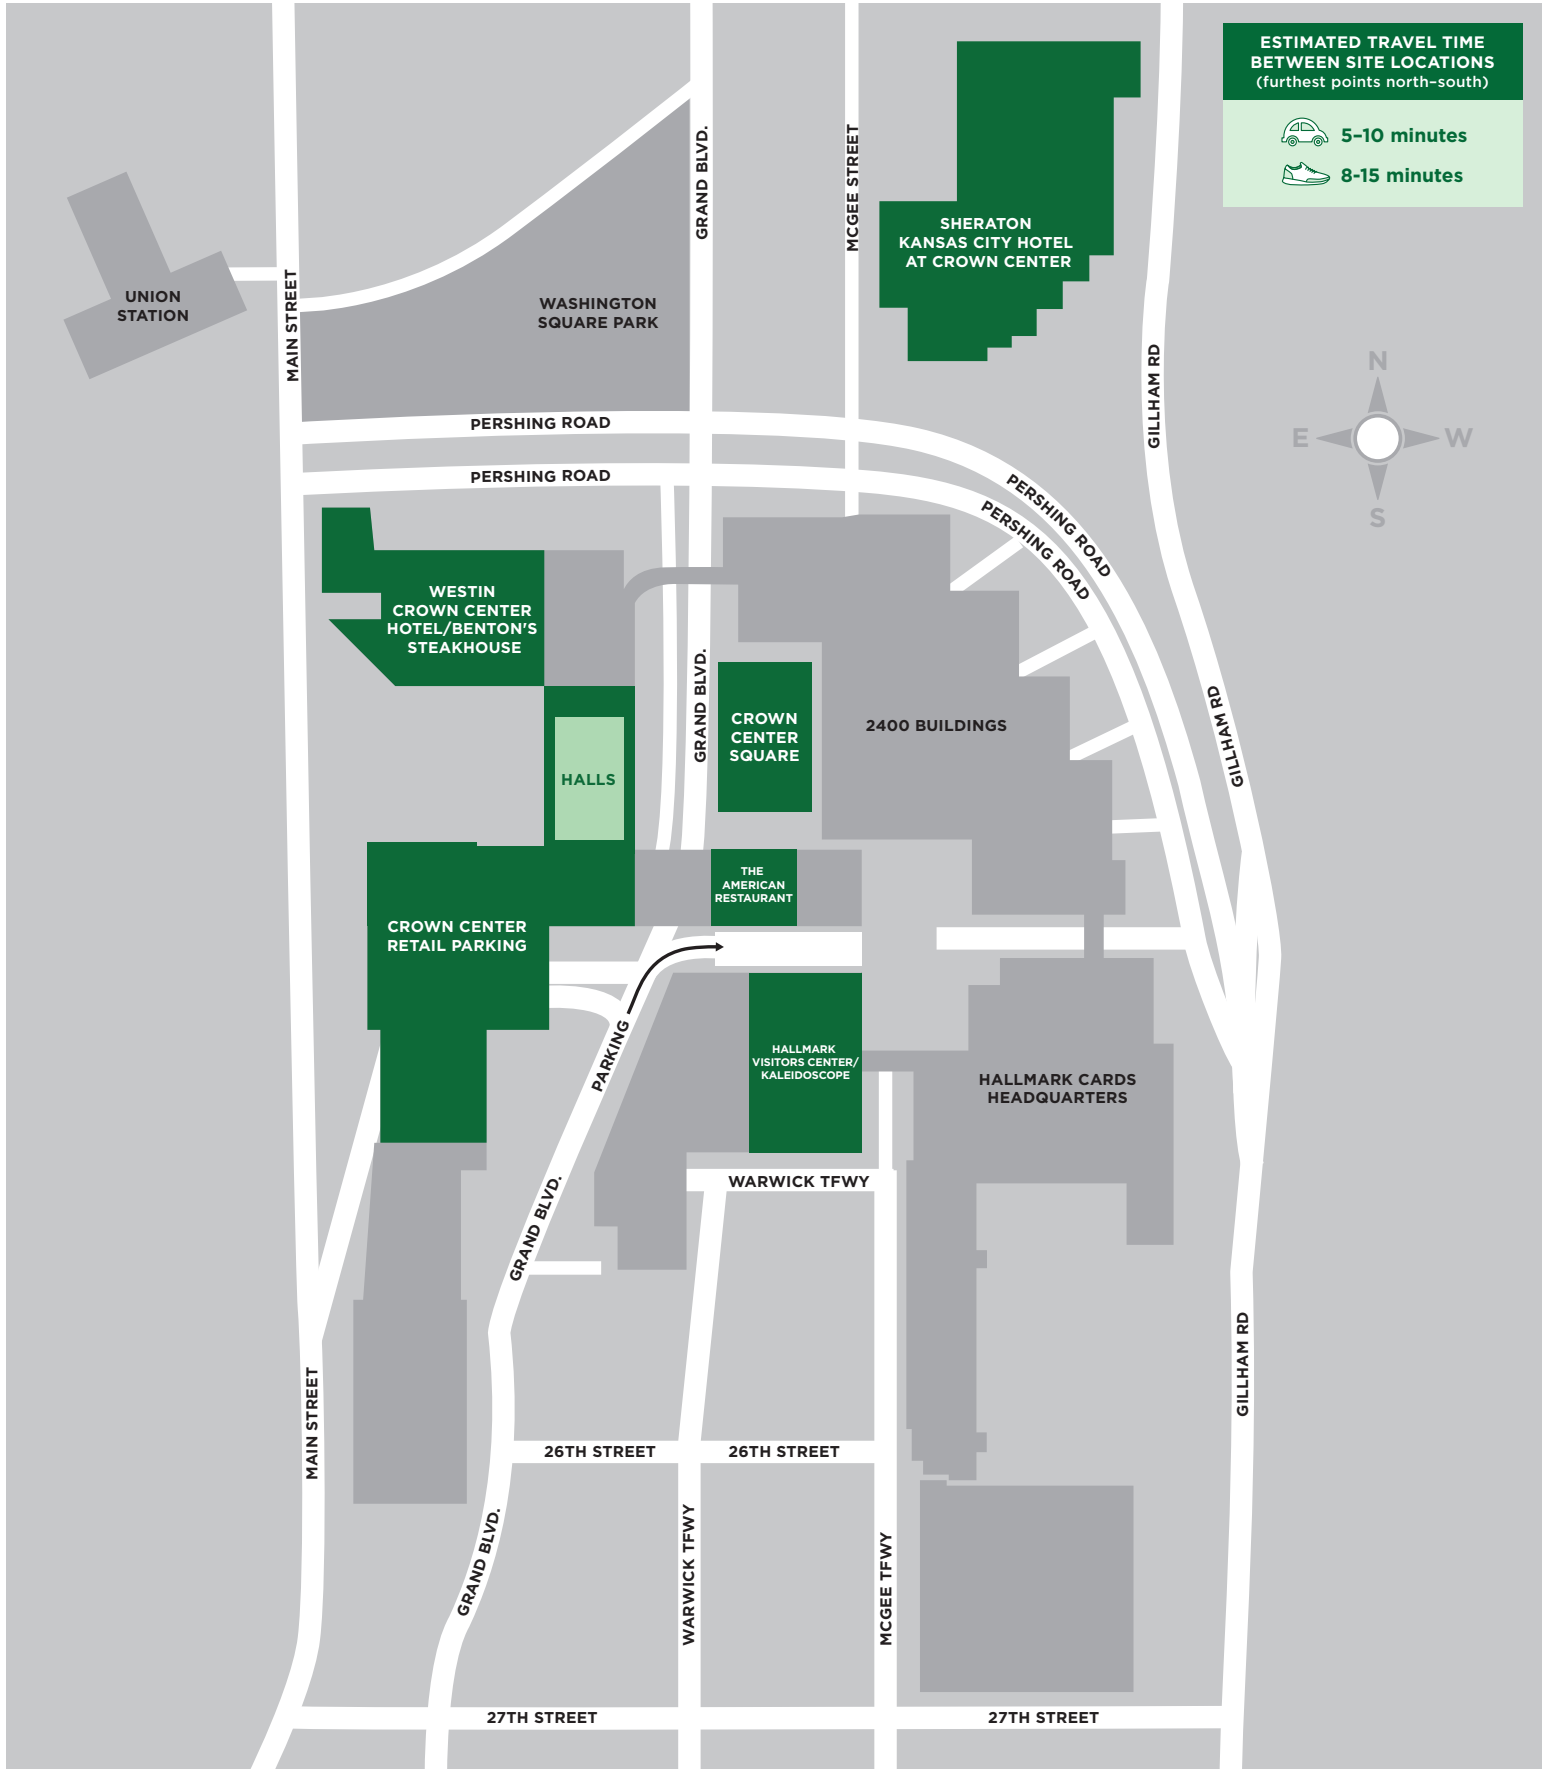 ESTIMATED TRAVEL TIME
BETWEEN SITE LOCATIONS
(furthest points north–south)
5–10 minutes
8-15 minutes
GRAND BLVD.
MCGEE STREET
SHERATON
KANSAS CITY HOTEL
AT CROWN CENTER
UNION
STATION
MAIN STREET
WASHINGTON
SQUARE PARK
GILLHAM RD
N
E
W
S
PERSHING ROAD
PERSHING ROAD
PERSHING ROAD
PERSHING ROAD
WESTIN
CROWN CENTER
HOTEL/BENTON'S
STEAKHOUSE
GRAND BLVD.
CROWN
CENTER
SQUARE
2400 BUILDINGS
GILLHAM RD
HALLS
THE
AMERICAN
RESTAURANT
CROWN CENTER
RETAIL PARKING
PARKING
HALLMARK
VISITORS CENTER/
KALEIDOSCOPE
HALLMARK CARDS
HEADQUARTERS
WARWICK TFWY
GRAND BLVD.
MAIN STREET
GILLHAM RD
26TH STREET
26TH STREET
GRAND BLVD.
WARWICK TFWY
MCGEE TFWY
27TH STREET
27TH STREET